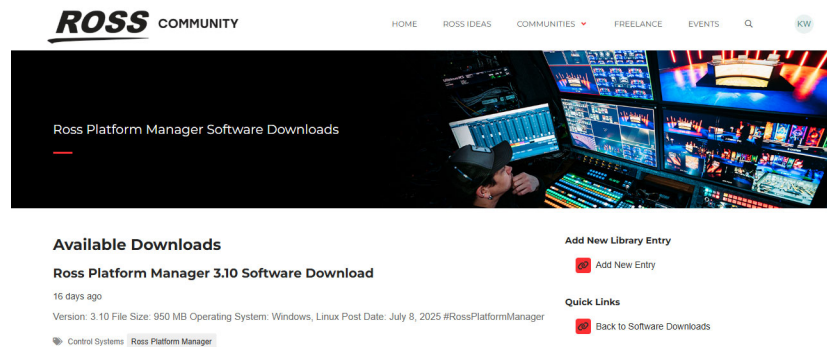 ROSS COMMUNITY
HOME
ROSS IDEAS
COMMUNITIES
FREELANCE
EVENTS
KW
Ross Platform Manager Software Downloads
Available Downloads
Ross Platform Manager 3.10 Software Download
16 days ago
Version: 3.10 File Size: 950 MB Operating System: Windows, Linux Post Date: July 8, 2025 #RossPlatformManager
Control Systems Ross Platform Manager
Add New Library Entry
Add New Entry
Quick Links
Back to Software Downloads